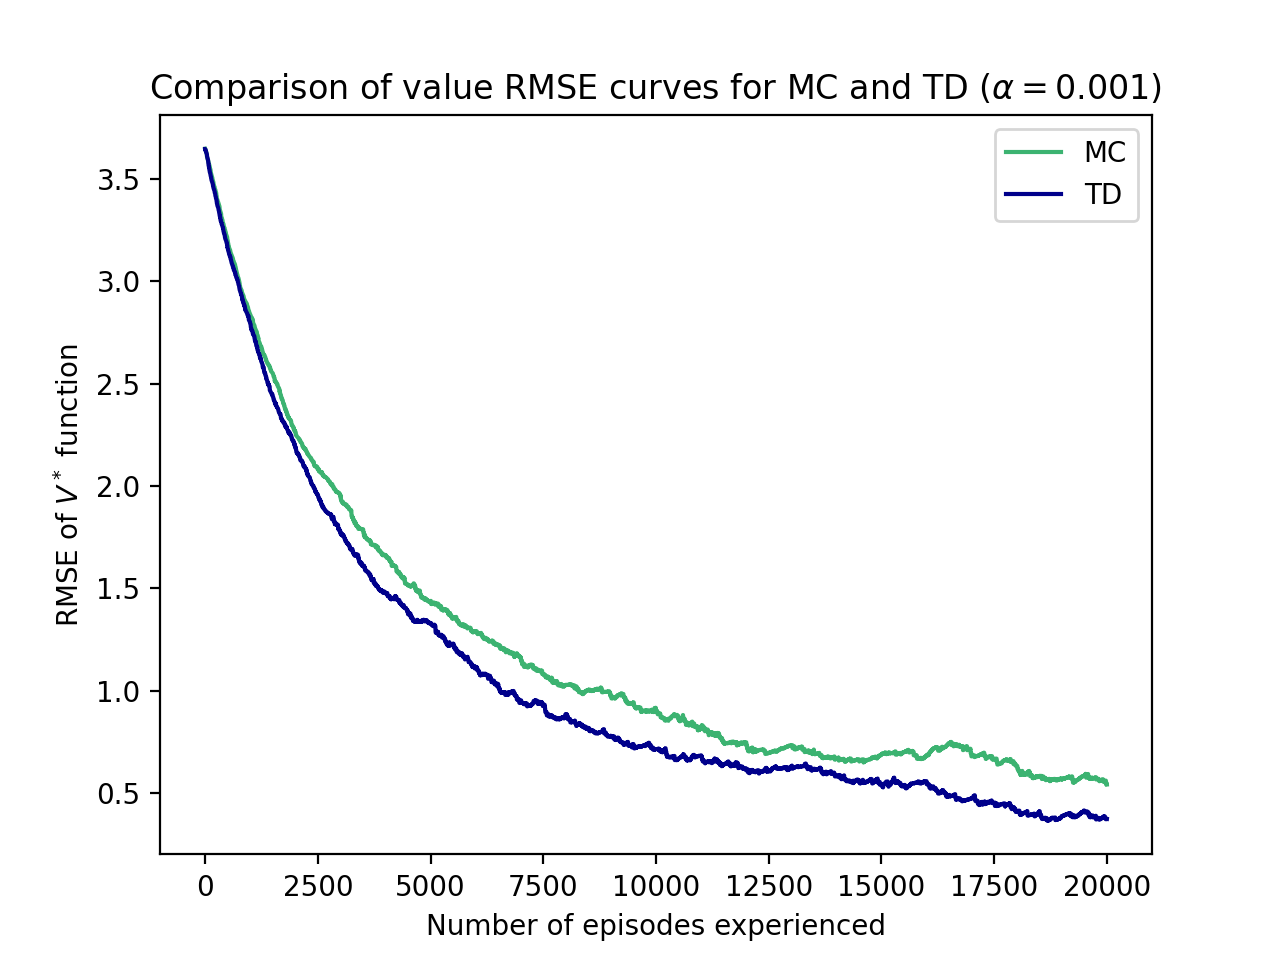 Comparison of value RMSE curves for MC and TD (α = 0.001)
MC
TD
RMSE of V* function
3.5
3.0
2.5
2.0
1.5
1.0
0.5
0 2500 5000 7500 10000 12500 15000 17500 20000
Number of episodes experienced